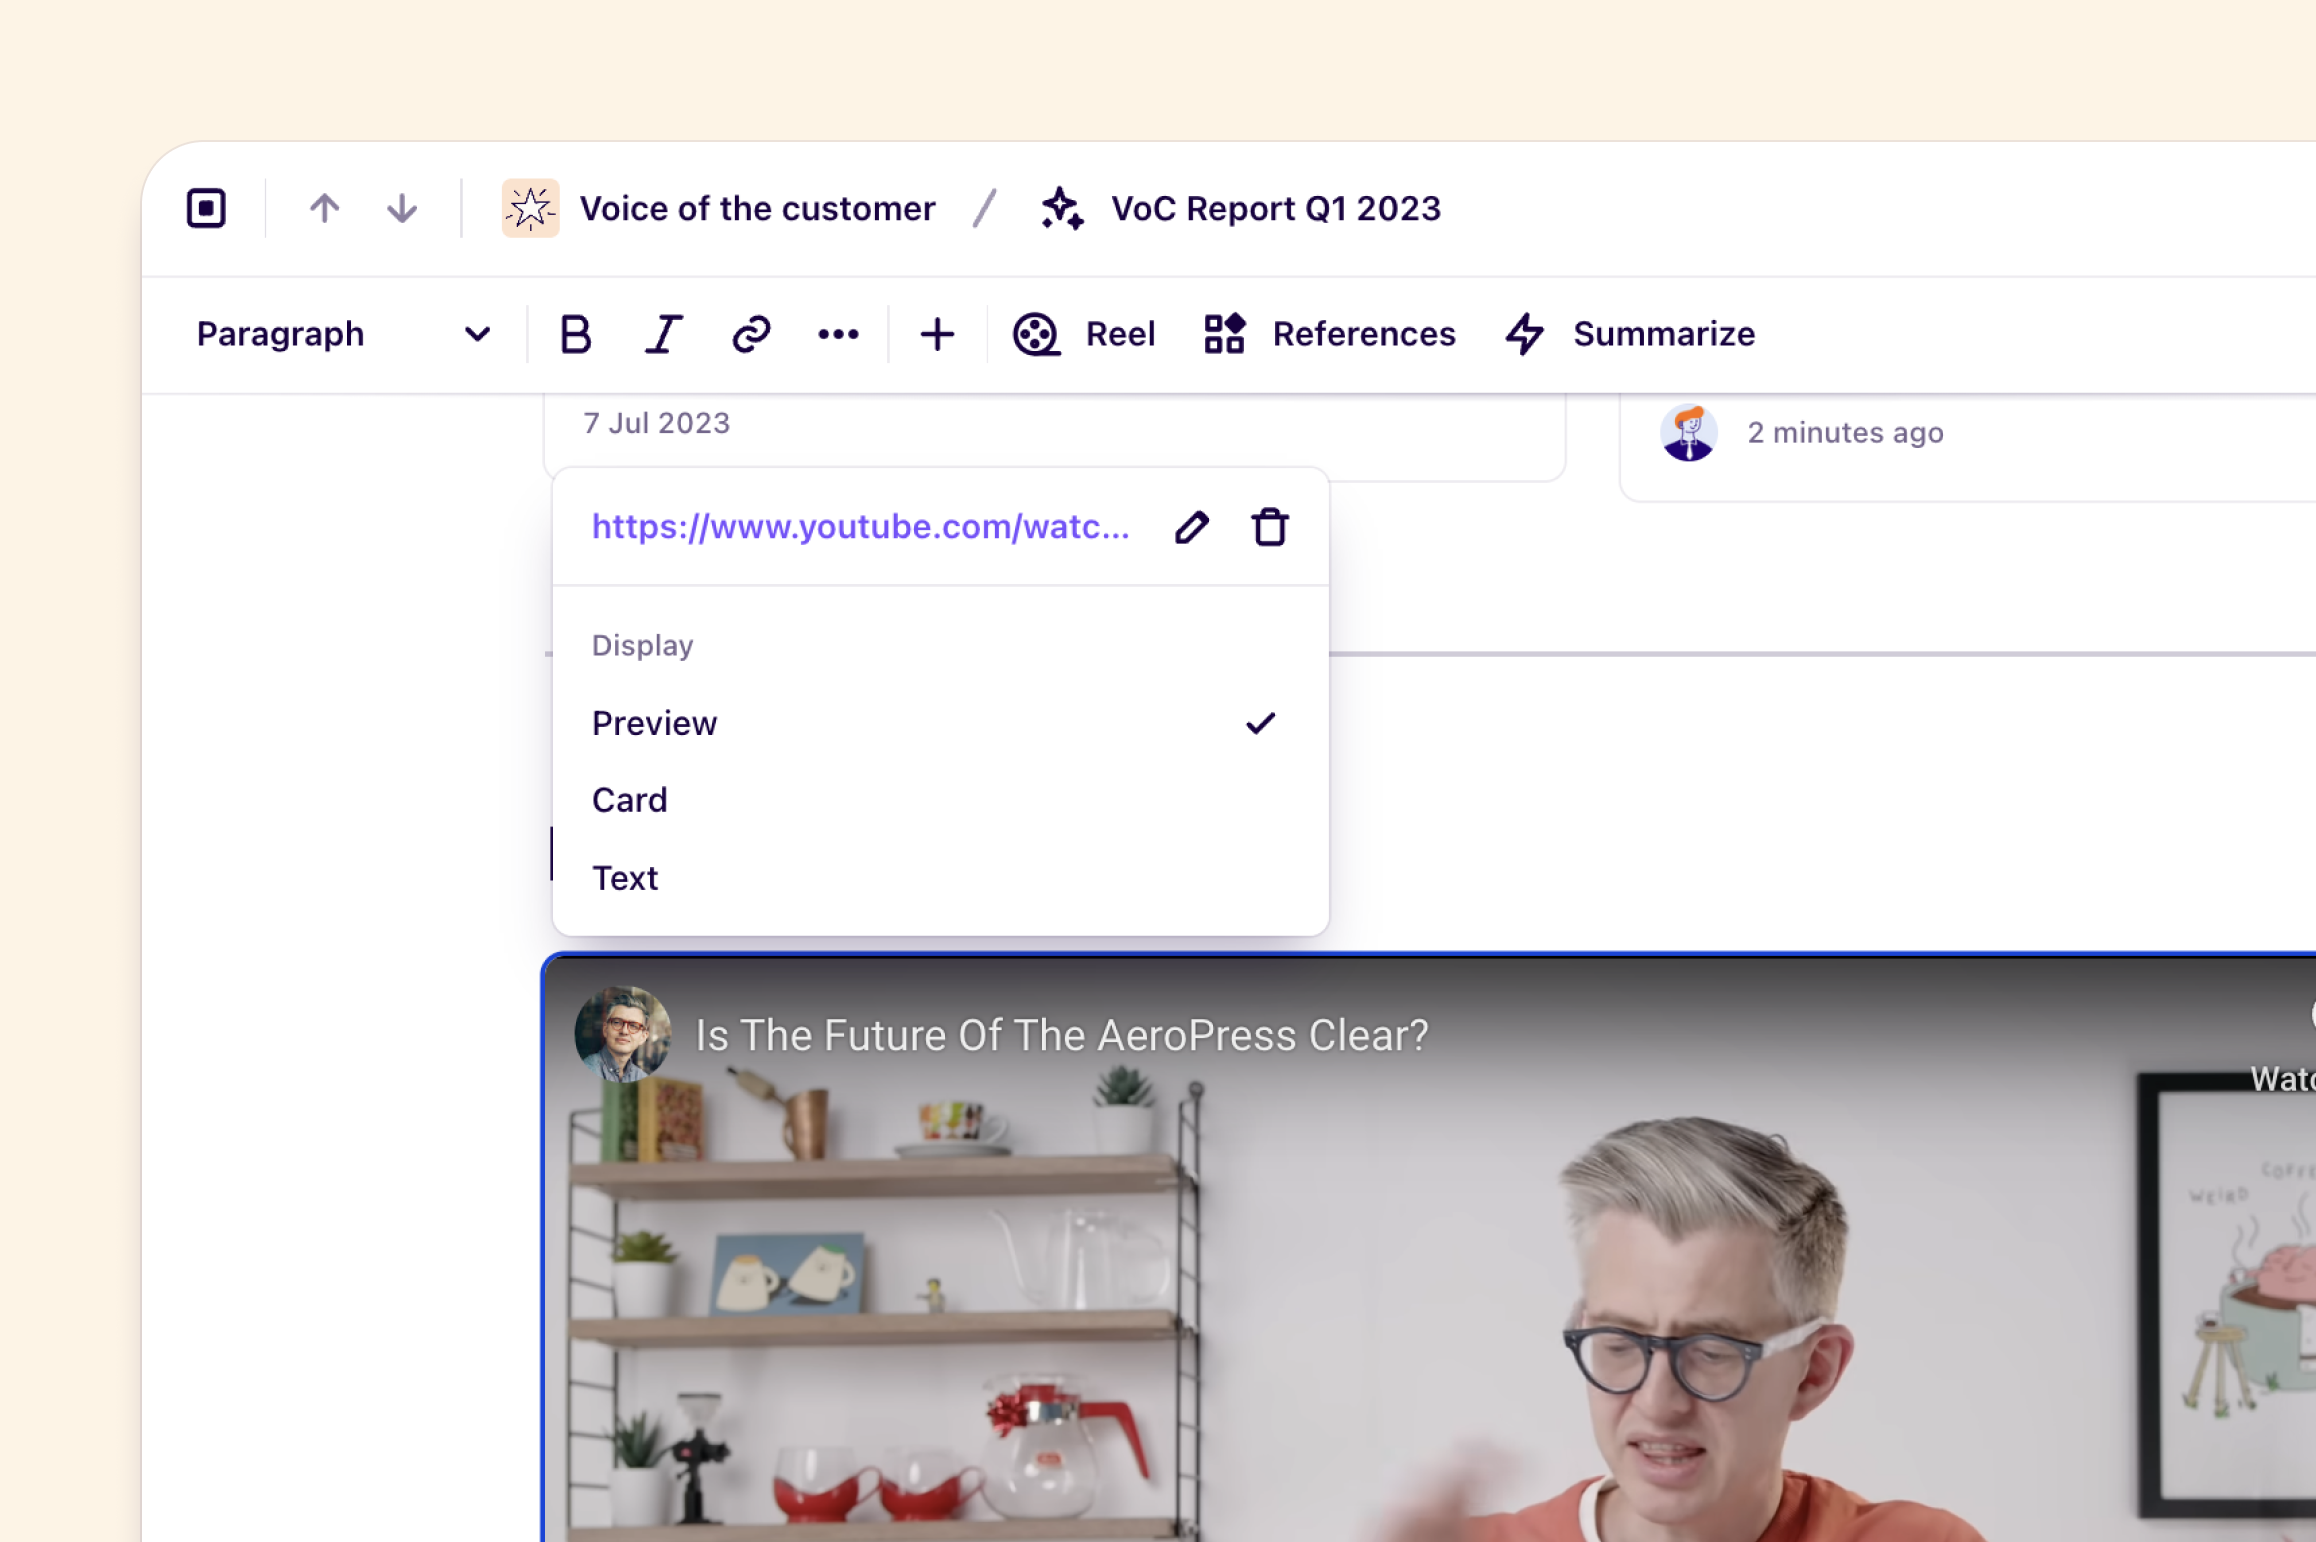 Voice of the customer / VoC Report Q1 2023
Paragraph B I Reel References Summarize
7 Jul 2023
2 minutes ago
https://www.youtube.com/watc...
Display
Preview
Card
Text
Is The Future Of The AeroPress Clear?
WEIRD